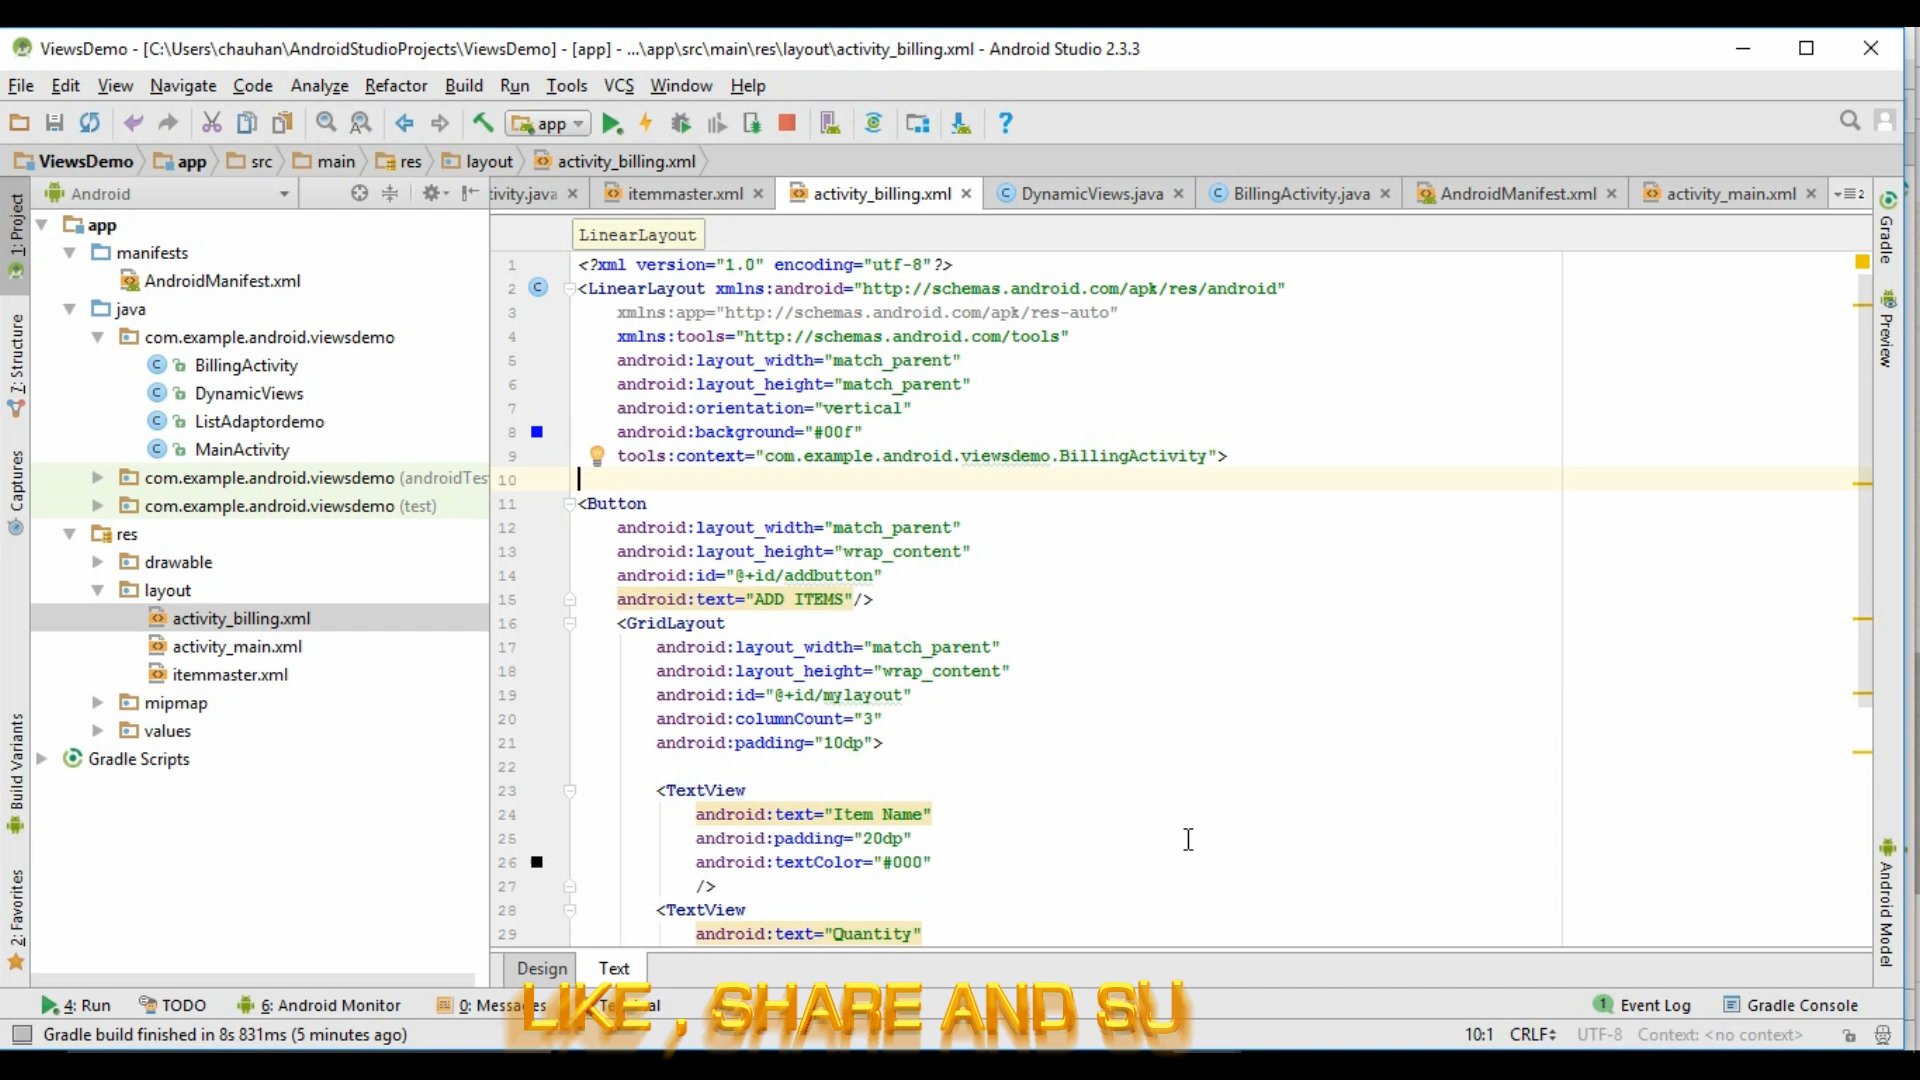 ViewsDemo - [C:\Users\chauhan\AndroidStudioProjects\ViewsDemo] - [app] - ...\app\src\main\res\layout\activity_billing.xml - Android Studio 2.3.3
File Edit View Navigate Code Analyze Refactor Build Run Tools VCS Window Help
app
ViewsDemo app src main res layout activity_billing.xml
Android
tivity.java itemmaster.xml activity_billing.xml DynamicViews.java BillingActivity.java AndroidManifest.xml activity_main.xml 2
1: Project
7: Structure
Captures
Build Variants
2: Favorites
app
manifests
AndroidManifest.xml
java
com.example.android.viewsdemo
BillingActivity
DynamicViews
ListAdaptordemo
MainActivity
com.example.android.viewsdemo (androidTes
com.example.android.viewsdemo (test)
res
drawable
layout
activity_billing.xml
activity_main.xml
itemmaster.xml
mipmap
values
Gradle Scripts
LinearLayout
1 <?xml version="1.0" encoding="utf-8"?>
2 <LinearLayout xmlns:android="http://schemas.android.com/apk/res/android"
3 xmlns:app="http://schemas.android.com/apk/res-auto"
4 xmlns:tools="http://schemas.android.com/tools"
5 android:layout_width="match_parent"
6 android:layout_height="match_parent"
7 android:orientation="vertical"
8 android:background="#00f"
9 tools:context="com.example.android.viewsdemo.BillingActivity">
10
11 <Button
12 android:layout_width="match_parent"
13 android:layout_height="wrap_content"
14 android:id="@+id/addbutton"
15 android:text="ADD ITEMS"/>
16 <GridLayout
17 android:layout_width="match_parent"
18 android:layout_height="wrap_content"
19 android:id="@+id/mylayout"
20 android:columnCount="3"
21 android:padding="10dp">
22
23 <TextView
24 android:text="Item Name"
25 android:padding="20dp"
26 android:textColor="#000"
27 />
28 <TextView
29 android:text="Quantity"
Gradle
Preview
Android Model
Design Text
4: Run TODO 6: Android Monitor 0: Messages Terminal 1 Event Log Gradle Console
LIKE , SHARE AND SU
Gradle build finished in 8s 831ms (5 minutes ago) 10:1 CRLF UTF-8 Context: <no context>